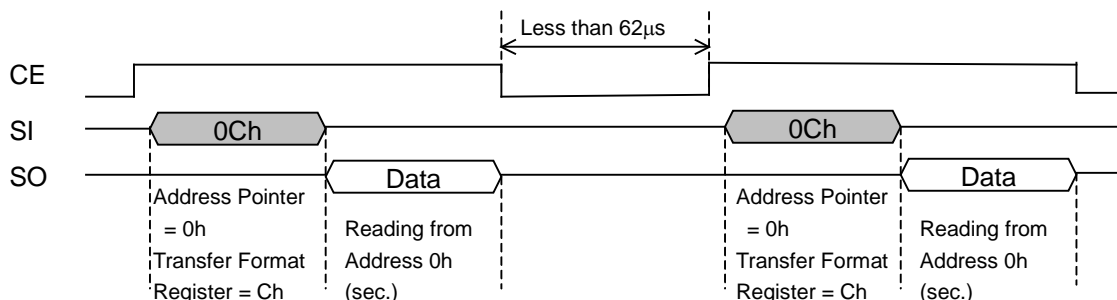 Less than 62μs
CE
SI 0Ch 0Ch
SO Data Data
Address Pointer
= 0h
Transfer Format
Register = Ch
Reading from
Address 0h
(sec.)
Address Pointer
= 0h
Transfer Format
Register = Ch
Reading from
Address 0h
(sec.)